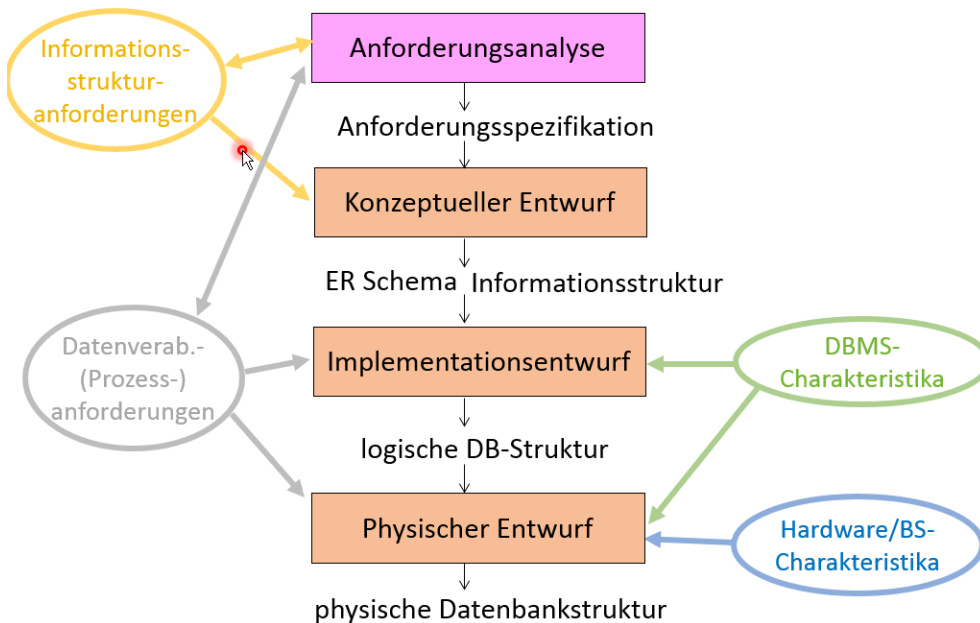 Informations-
struktur-
anforderungen
Anforderungsanalyse
Anforderungsspezifikation
Konzeptueller Entwurf
ER Schema Informationsstruktur
Datenverab.-
(Prozess-)
anforderungen
Implementationsentwurf
DBMS-
Charakteristika
logische DB-Struktur
Physischer Entwurf
Hardware/BS-
Charakteristika
physische Datenbankstruktur